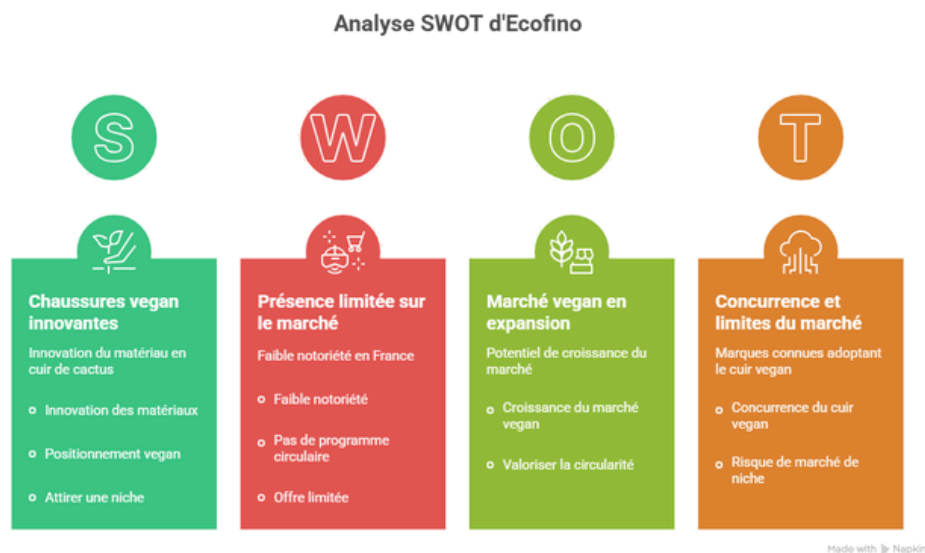 Analyse SWOT d'Ecofino
S
W
O
T
Chaussures vegan
innovantes
Innovation du matériau en
cuir de cactus
Innovation des matériaux
Positionnement vegan
Attirer une niche
Présence limitée sur
le marché
Faible notoriété en France
Faible notoriété
Pas de programme
circulaire
Offre limitée
Marché vegan en
expansion
Potentiel de croissance du
marché
Croissance du marché
vegan
Valoriser la circularité
Concurrence et
limites du marché
Marques connues adoptant
le cuir vegan
Concurrence du cuir
vegan
Risque de marché de
niche
Made with Napkin